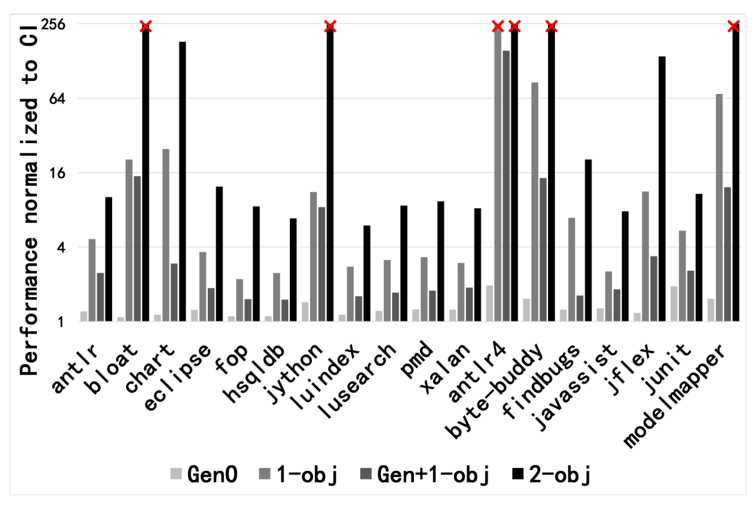 Performance normalized to CI
256
64
16
4
1
antlr
bloat
chart
eclipse
fop
hsqldb
jython
luindex
lusearch
pmd
xalan
antlr4
byte-buddy
findbugs
javassist
jflex
junit
modelmapper
Gen0 1-obj Gen+1-obj 2-obj